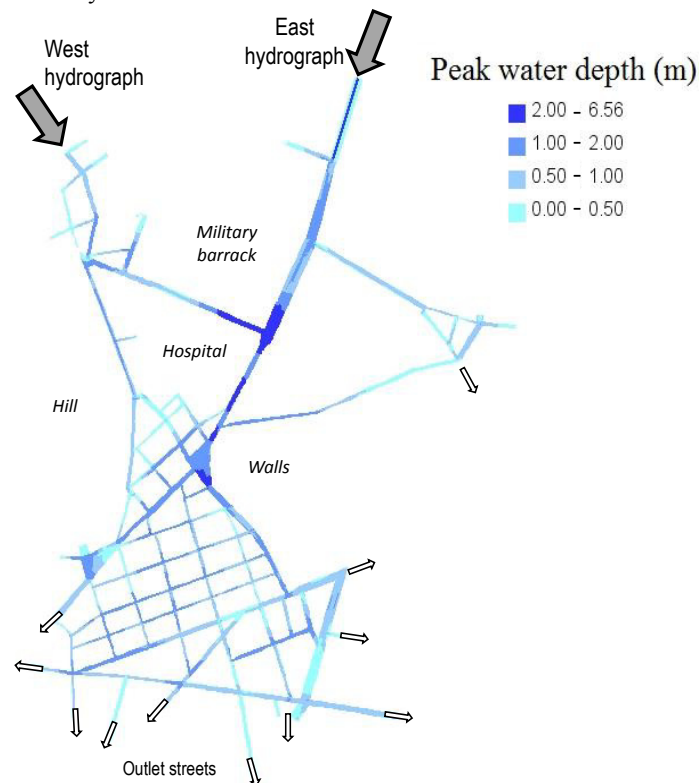 East
hydrograph
West
hydrograph
Peak water depth (m)
2.00 - 6.56
1.00 - 2.00
0.50 - 1.00
0.00 - 0.50
Military
barrack
Hospital
Hill
Walls
Outlet streets